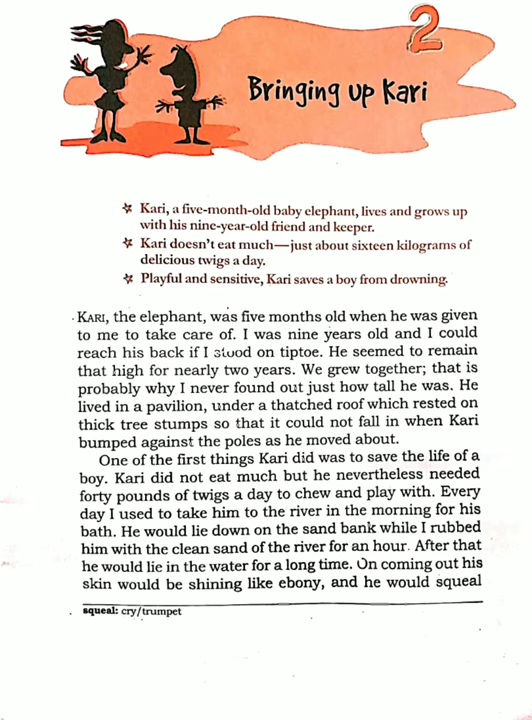 2
Bringing up Kari
Kari, a five-month-old baby elephant, lives and grows up
with his nine-year-old friend and keeper.
Kari doesn't eat much—just about sixteen kilograms of
delicious twigs a day.
Playful and sensitive, Kari saves a boy from drowning.
KARI, the elephant, was five months old when he was given
to me to take care of. I was nine years old and I could
reach his back if I stood on tiptoe. He seemed to remain
that high for nearly two years. We grew together; that is
probably why I never found out just how tall he was. He
lived in a pavilion, under a thatched roof which rested on
thick tree stumps so that it could not fall in when Kari
bumped against the poles as he moved about.
One of the first things Kari did was to save the life of a
boy. Kari did not eat much but he nevertheless needed
forty pounds of twigs a day to chew and play with. Every
day I used to take him to the river in the morning for his
bath. He would lie down on the sand bank while I rubbed
him with the clean sand of the river for an hour. After that
he would lie in the water for a long time. On coming out his
skin would be shining like ebony, and he would squeal
squeal: cry/trumpet